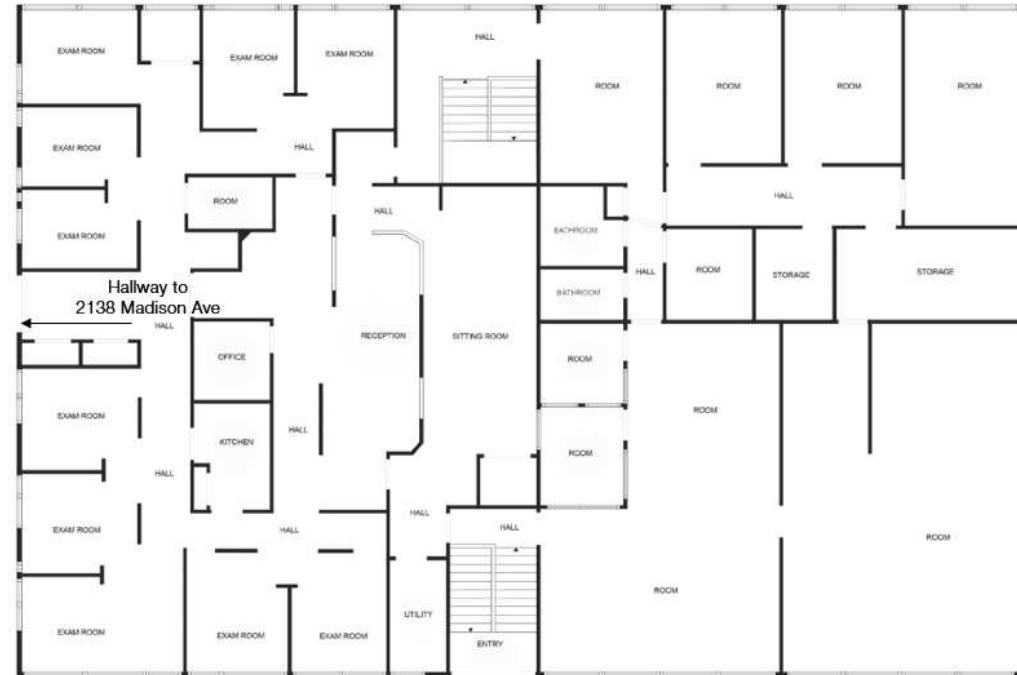 HALL
EXAM ROOM
EXAM ROOM
EXAM ROOM
ROOM
ROOM
ROOM
ROOM
EXAM ROOM
HALL
HALL
ROOM
HALL
BATHROOM
EXAM ROOM
HALL
ROOM
STORAGE
STORAGE
Hallway to
2138 Madison Ave
BATHROOM
HALL
RECEPTION
SITTING ROOM
OFFICE
ROOM
EXAM ROOM
ROOM
HALL
KITCHEN
ROOM
HALL
EXAM ROOM
HALL
HALL
HALL
ROOM
ROOM
UTILITY
EXAM ROOM
EXAM ROOM
EXAM ROOM
ENTRY